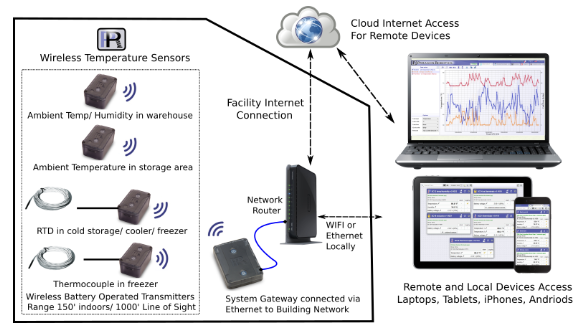 Wireless Temperature Sensors
Ambient Temp/ Humidity in warehouse
Ambient Temperature in storage area
RTD in cold storage/ cooler/ freezer
Thermocouple in freezer
Wireless Battery Operated Transmitters
Range 150' indoors/ 1000' Line of Sight
Facility Internet
Connection
Network
Router
System Gateway connected via
Ethernet to Building Network
WIFI or
Ethernet
Locally
Cloud Internet Access
For Remote Devices
Remote and Local Devices Access
Laptops, Tablets, iPhones, Andriods